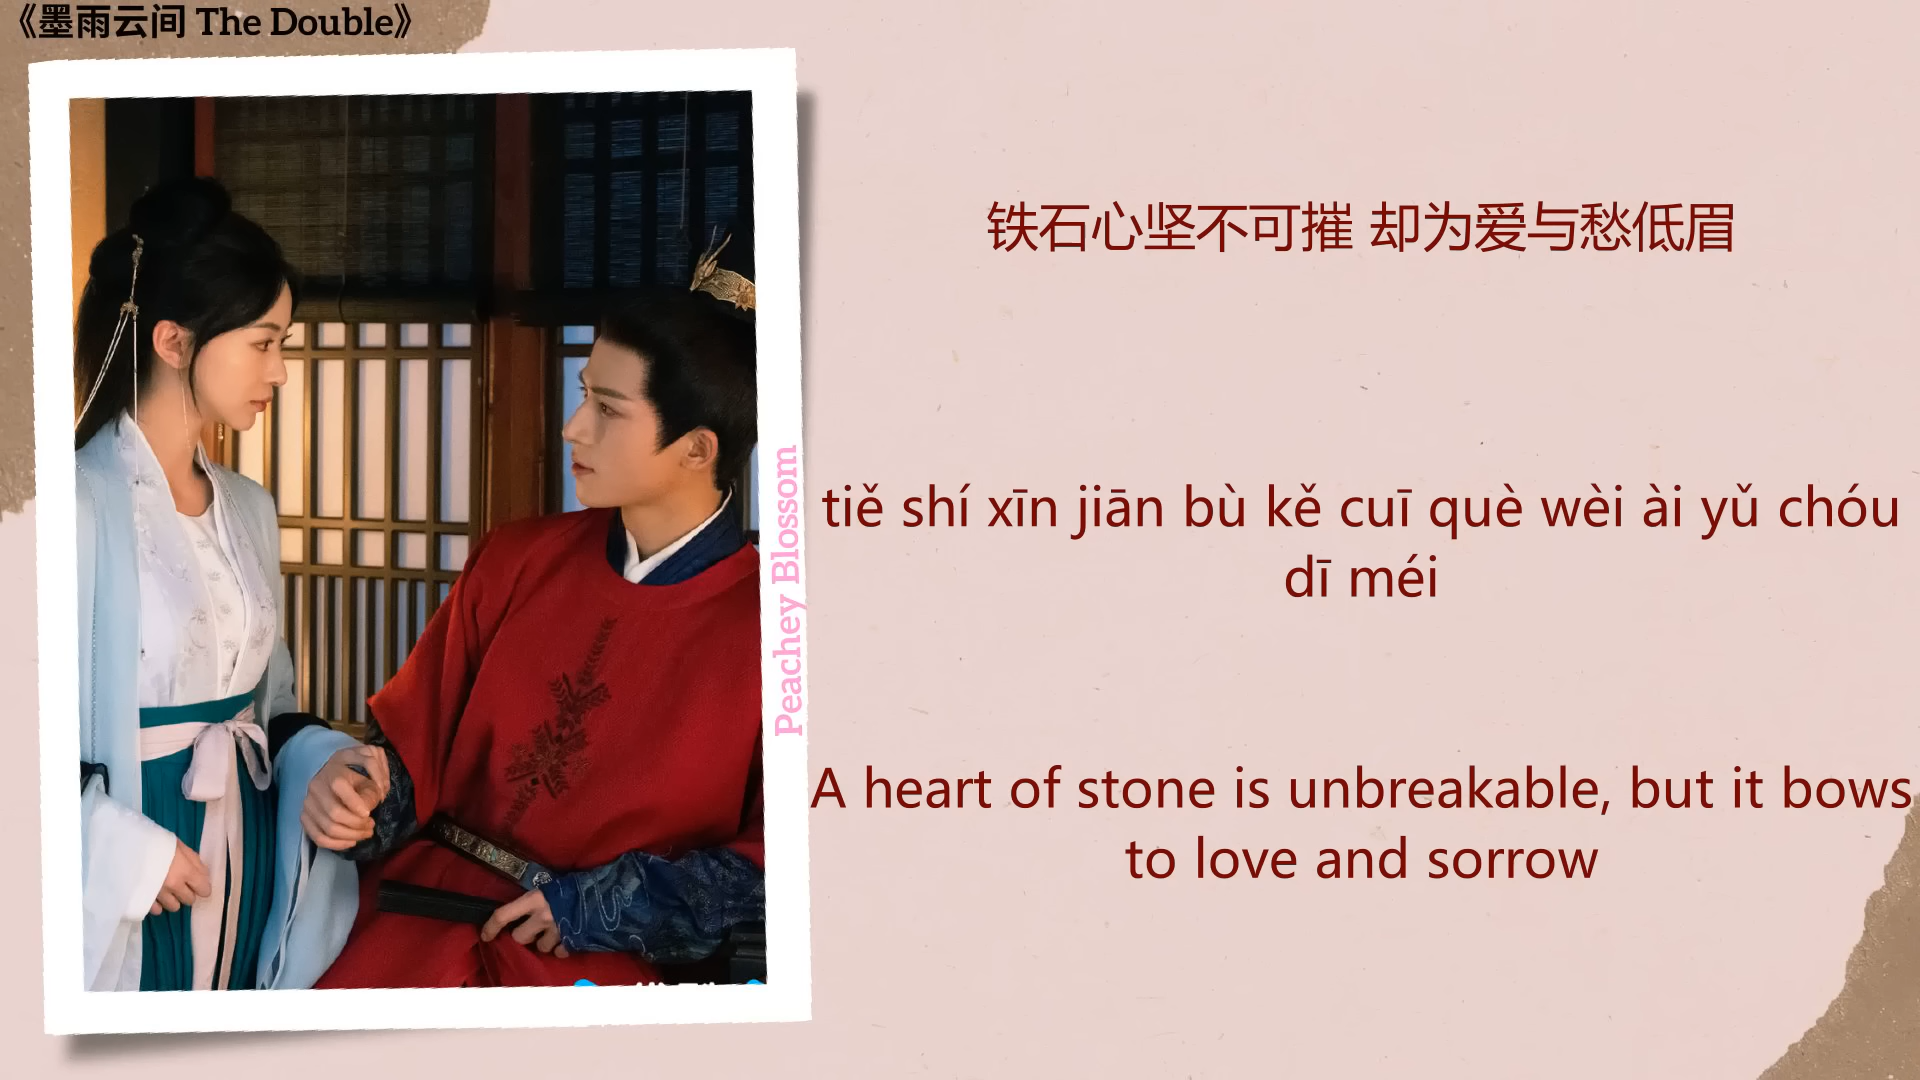 《墨雨云间 The Double》
铁石心坚不可摧 却为爱与愁低眉
Peachey Blossom
tiě shí xīn jiān bù kě cuī què wèi ài yǔ chóu
dī méi
A heart of stone is unbreakable, but it bows
to love and sorrow